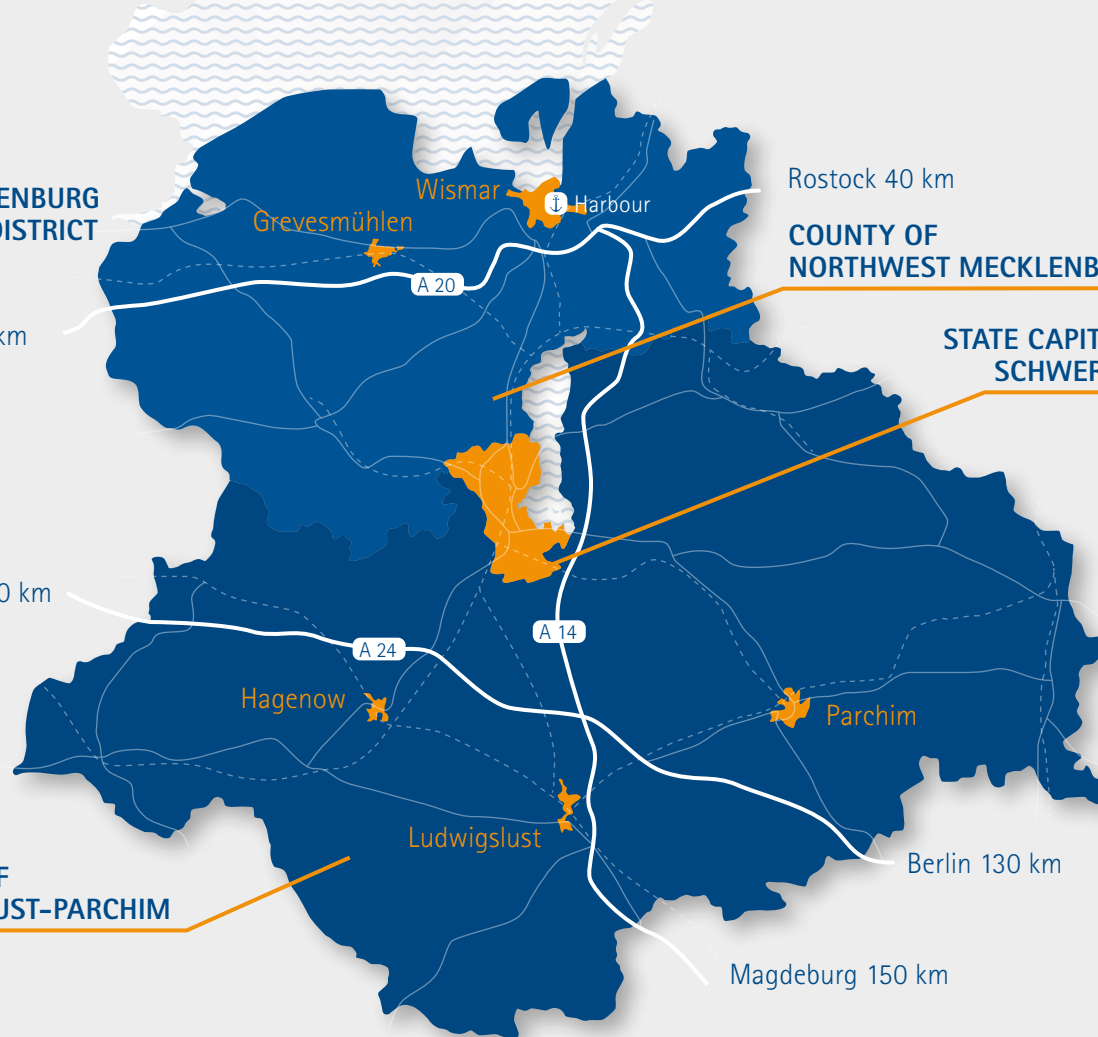 Rostock 40 km
Wismar
Harbour
ENBURG
DISTRICT
Grevesmühlen
COUNTY OF
NORTHWEST MECKLENB
A 20
km
STATE CAPIT
SCHWER
0 km
A 14
A 24
Hagenow
Parchim
Ludwigslust
Berlin 130 km
F
UST-PARCHIM
Magdeburg 150 km